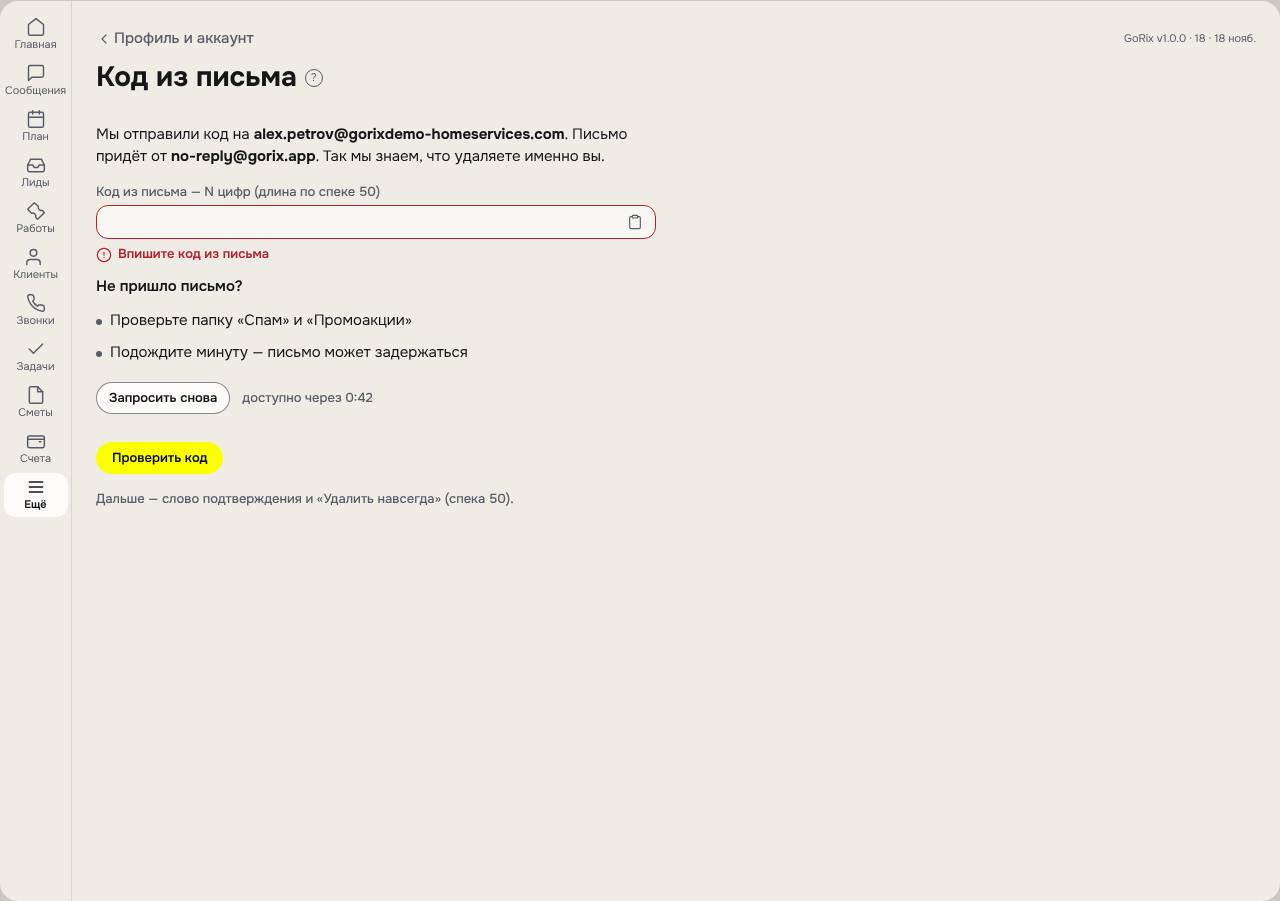 Главная
Сообщения
План
Лиды
Работы
Клиенты
Звонки
Задачи
Сметы
Счета
Ещё
Профиль и аккаунт
GoRix v1.0.0 · 18 · 18 нояб.
Код из письма ?
Мы отправили код на alex.petrov@gorixdemo-homeservices.com. Письмо
придёт от no-reply@gorix.app. Так мы знаем, что удаляете именно вы.
Код из письма — N цифр (длина по спеке 50)
Впишите код из письма
Не пришло письмо?
• Проверьте папку «Спам» и «Промоакции»
• Подождите минуту — письмо может задержаться
Запросить снова доступно через 0:42
Проверить код
Дальше — слово подтверждения и «Удалить навсегда» (спека 50).